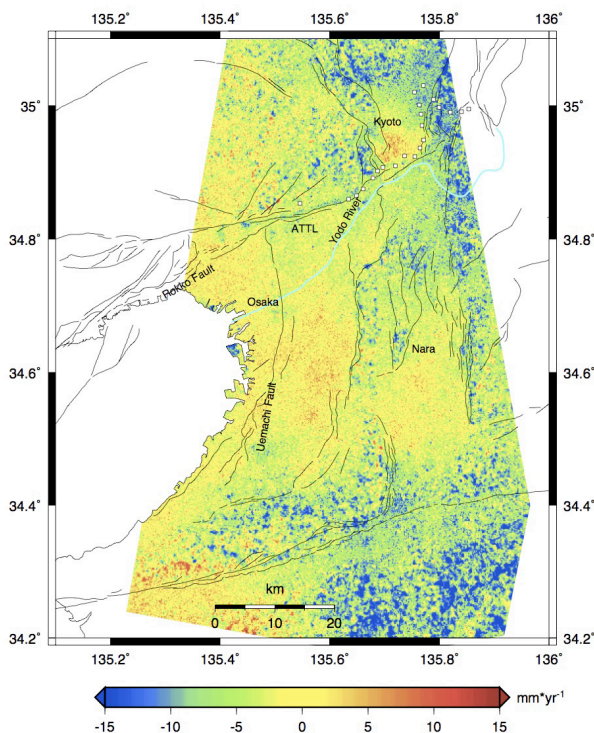 135.2˚ 135.4˚ 135.6˚ 135.8˚ 136˚
35˚ 35˚
Kyoto
Yodo River
ATTL
34.8˚ 34.8˚
Rokko Fault
Osaka
Nara
34.6˚ 34.6˚
Uemachi Fault
34.4˚ 34.4˚
km
0 10 20
34.2˚ 34.2˚
135.2˚ 135.4˚ 135.6˚ 135.8˚ 136˚
mm*yr-1
-15 -10 -5 0 5 10 15